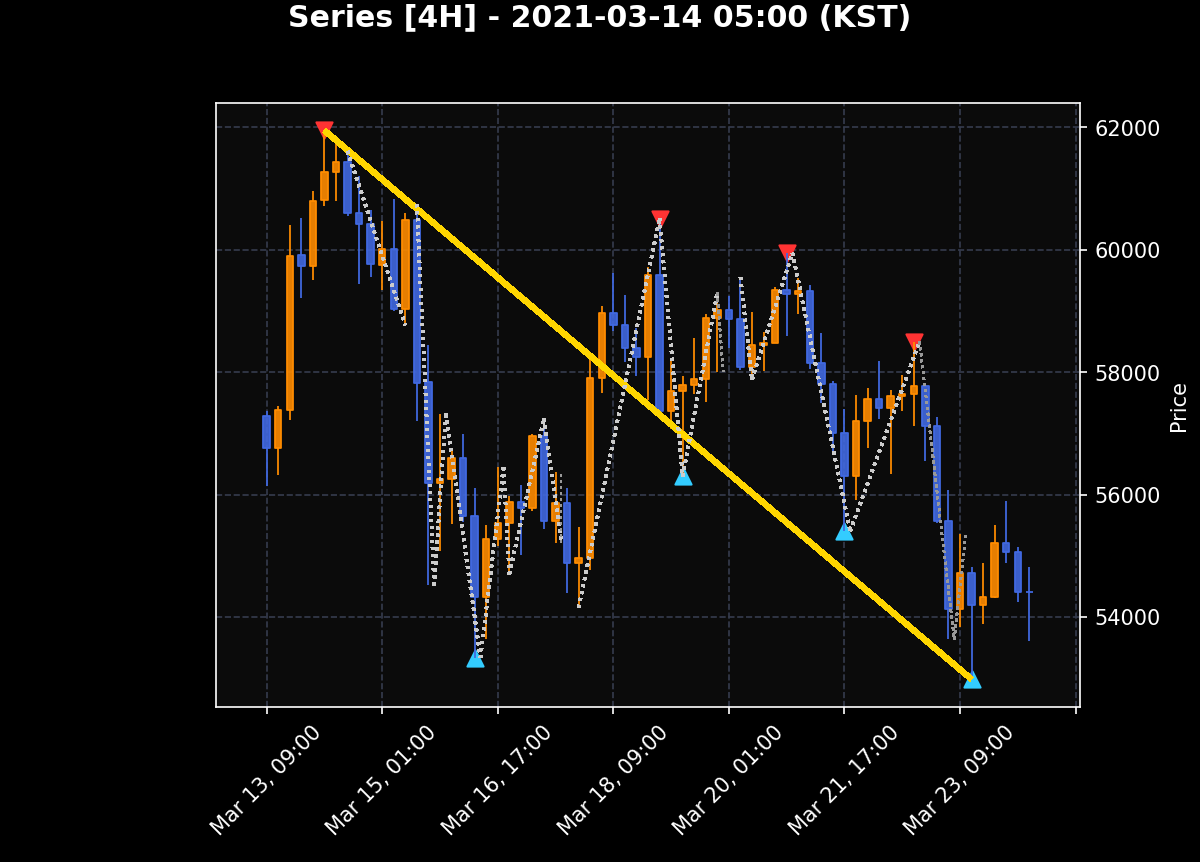 Series [4H] - 2021-03-14 05:00 (KST)
62000
60000
58000
56000
54000
Price
Mar 13, 09:00
Mar 15, 01:00
Mar 16, 17:00
Mar 18, 09:00
Mar 20, 01:00
Mar 21, 17:00
Mar 23, 09:00